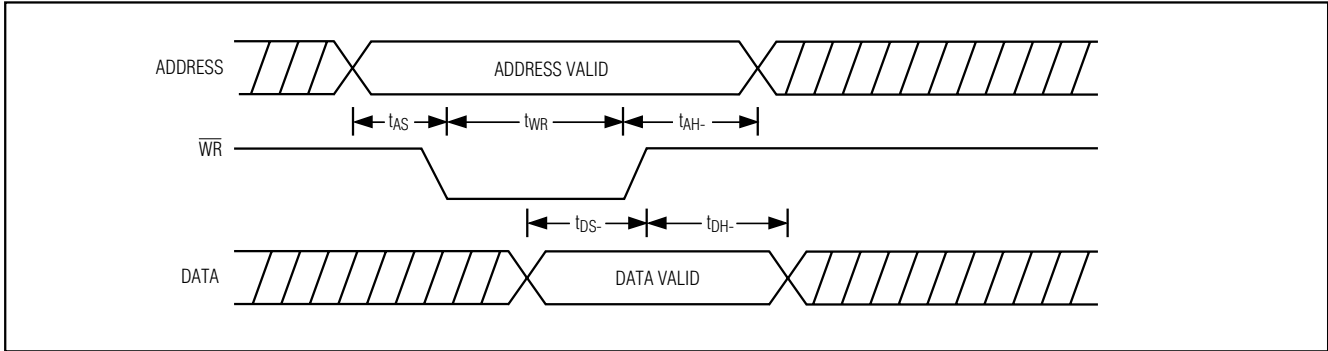 ADDRESS ADDRESS VALID
tAS tWR tAH-
WR
tDS- tDH-
DATA DATA VALID